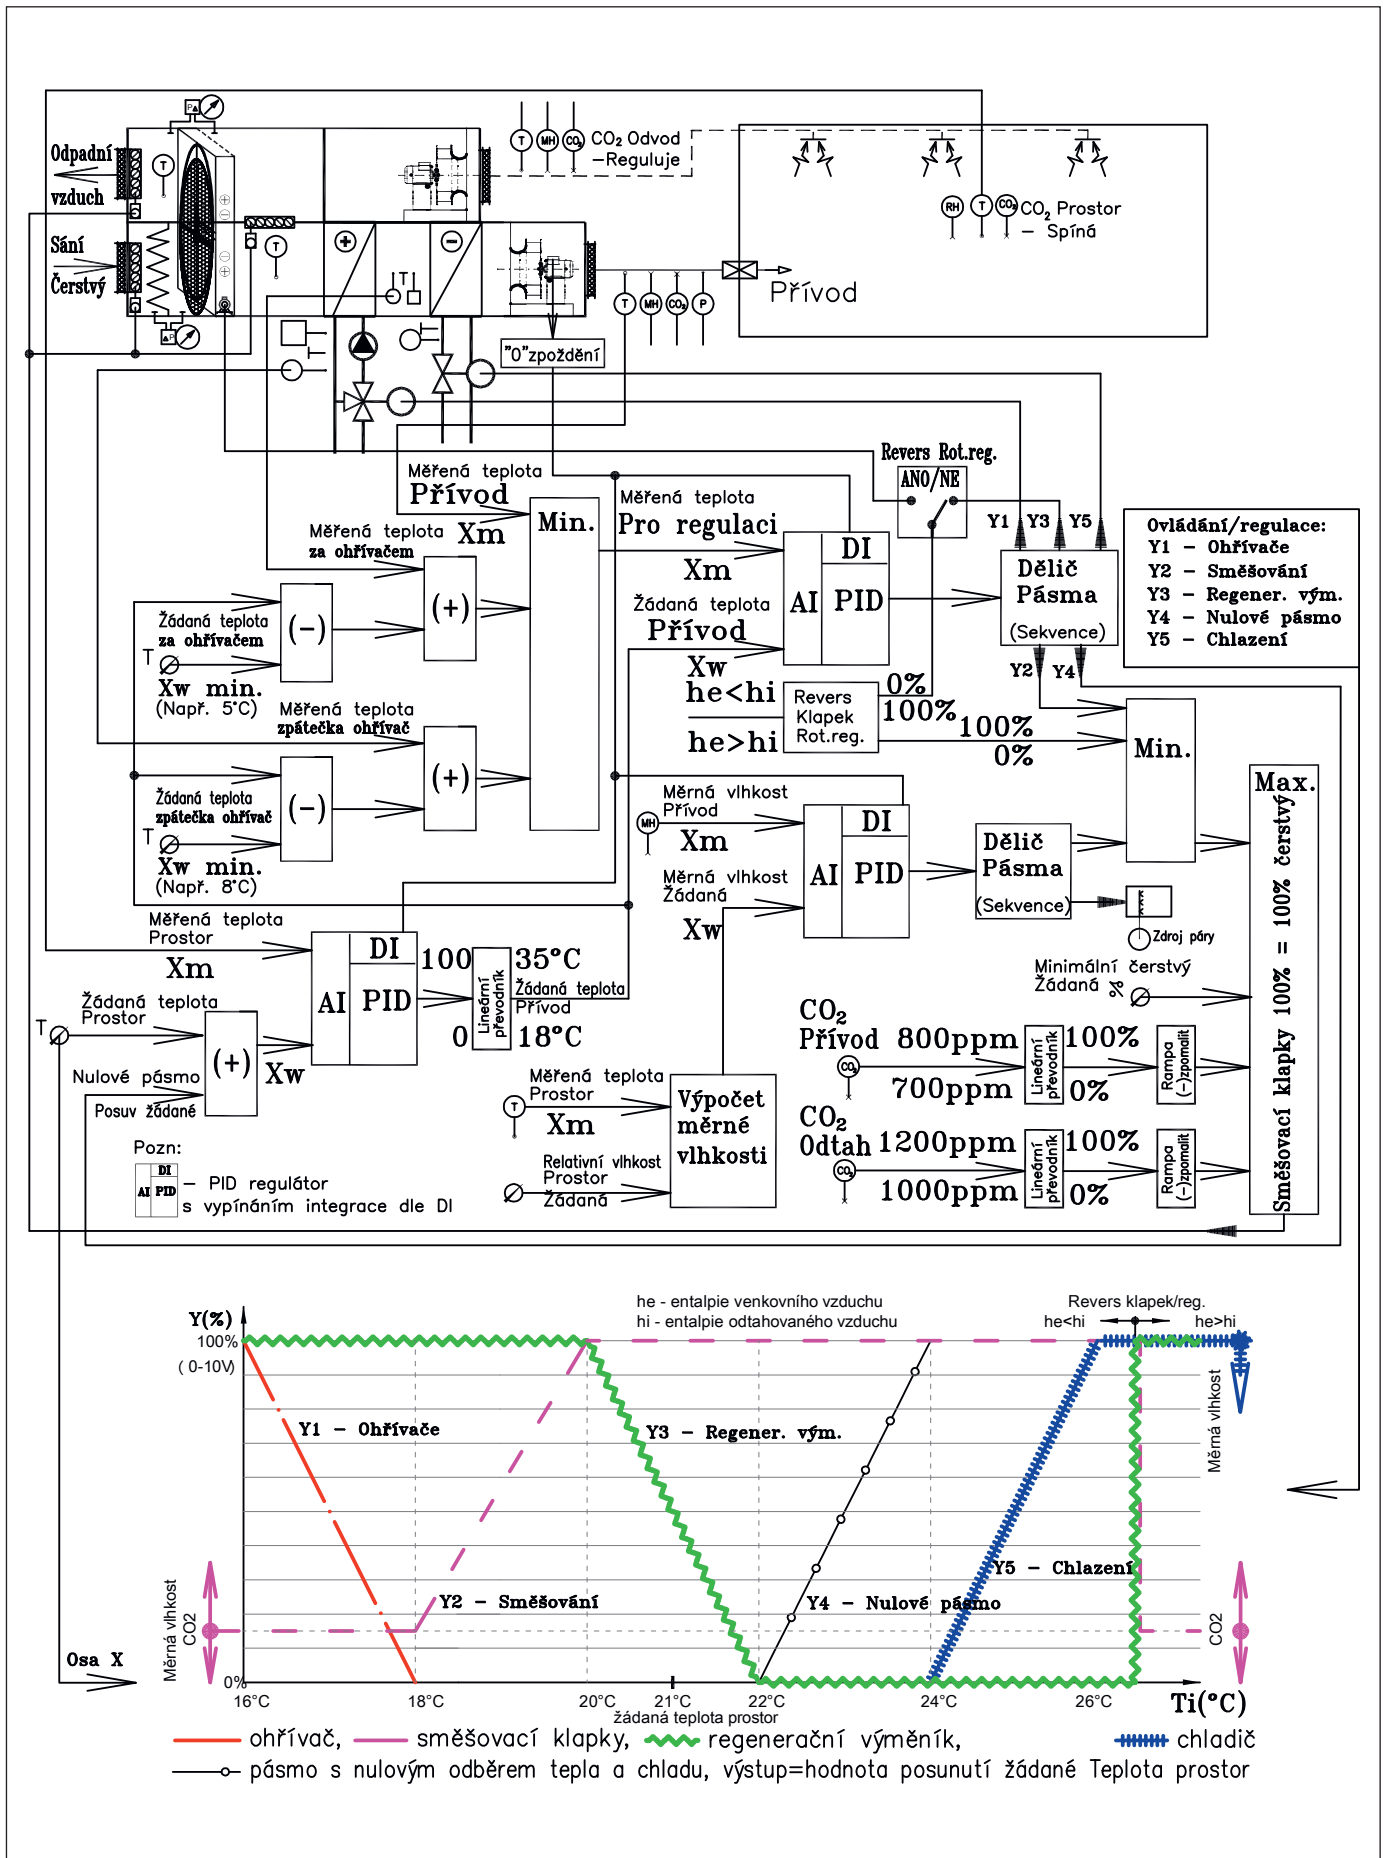 P▲
Odpadní
vzduch
T
Sání
Čerstvý
T
▲P
T
MH
CO2
CO2 Odvod
–Reguluje
RH
T
CO2
CO2 Prostor
– Spíná
+
–
T
Přívod
T
MH
CO2
P
"0"zpoždění
Revers Rot.reg.
ANO/NE
Měřená teplota
Přívod
Xm
Min.
Měřená teplota
Pro regulaci
Xm
Měřená teplota
za ohřívačem
(+)
Žádaná teplota
za ohřívačem
T
Xw min.
(Např. 5°C)
(–)
Žádaná teplota
Přívod
Xw
DI
AI
PID
Y1
Y3
Y5
Dělič
Pásma
(Sekvence)
Y2
Y4
Ovládání/regulace:
Y1 – Ohřívače
Y2 – Směšování
Y3 – Regener. vým.
Y4 – Nulové pásmo
Y5 – Chlazení
he<hi
he>hi
Revers
Klapek
Rot.reg.
0%
100%
100%
0%
Min.
Měřená teplota
zpátečka ohřívač
(+)
Žádaná teplota
zpátečka ohřívač
T
Xw min.
(Např. 8°C)
(–)
Měrná vlhkost
Přívod
MH
Xm
Měrná vlhkost
Žádaná
Xw
DI
AI
PID
Dělič
Pásma
(Sekvence)
Zdroj páry
Max.
Směšovací klapky 100% = 100% čerstvý
Měřená teplota
Prostor
Xm
DI
AI
PID
100
0
Lineární
převodník
35°C
Žádaná teplota
Přívod
18°C
Žádaná teplota
Prostor
T
(+)
Xw
Nulové pásmo
Posuv žádané
Minimální čerstvý
Žádaná %
CO2
Přívod
800ppm
CO2
700ppm
Lineární
převodník
100%
0%
Rampa
(–)zpomalit
CO2
Odtah
1200ppm
CO2
1000ppm
Lineární
převodník
100%
0%
Rampa
(–)zpomalit
Měřená teplota
Prostor
T
Xm
Relativní vlhkost
Prostor
Žádaná
Výpočet
měrné
vlhkosti
Pozn:
DI
AI PID
– PID regulátor
s vypínáním integrace dle DI
he - entalpie venkovního vzduchu
hi - entalpie odtahovaného vzduchu
Revers klapek/reg.
he<hi
he>hi
Y(%)
100%
( 0-10V)
Y1 – Ohřívače
Y3 – Regener. vým.
Y5 – Chlazení
Y2 – Směšování
Y4 – Nulové pásmo
Měrná vlhkost
CO2
Měrná vlhkost
CO2
Osa X
0%
16°C
18°C
20°C
21°C
22°C
24°C
26°C
Ti(°C)
žádaná teplota prostor
ohřívač,
směšovací klapky,
regenerační výměník,
chladič
pásmo s nulovým odběrem tepla a chladu, výstup=hodnota posunutí žádané Teplota prostor